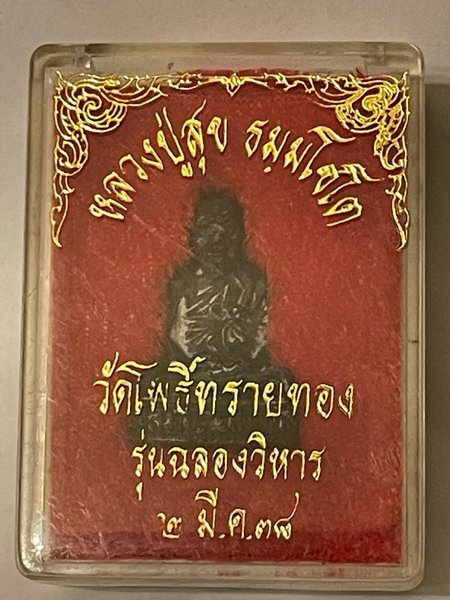 หลวงปู่สุข ธมฺมโชโต
วัดโพธิ์ทรายทอง
รุ่นฉลองวิหาร
๒ มี.ค.๓๘